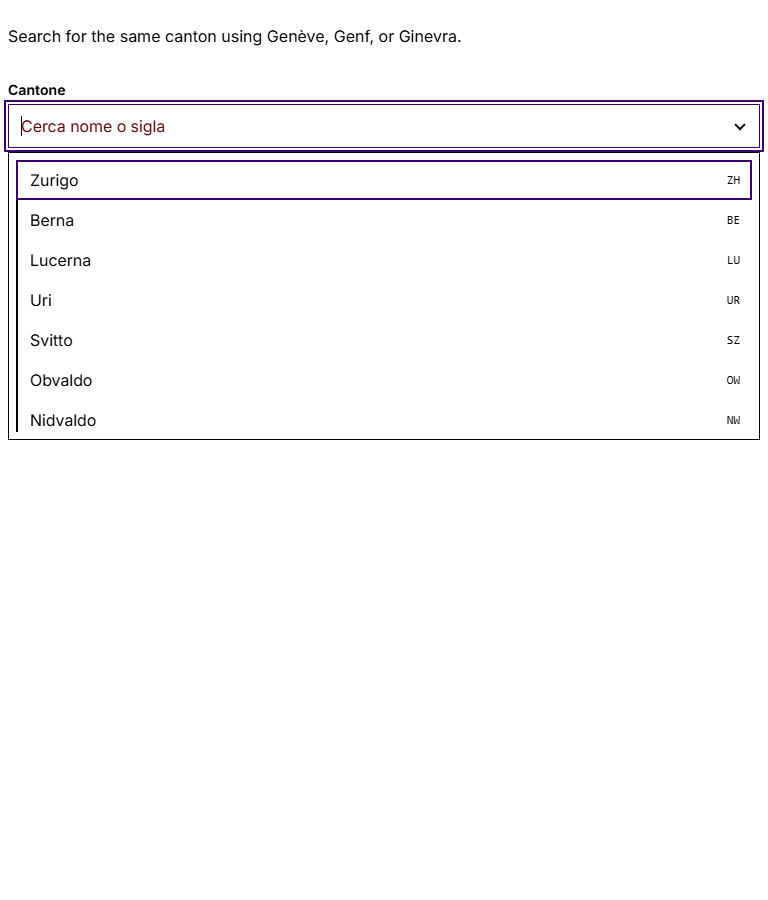 Search for the same canton using Genève, Genf, or Ginevra.
Cantone
Cerca nome o sigla
Zurigo ZH
Berna BE
Lucerna LU
Uri UR
Svitto SZ
Obvaldo OW
Nidvaldo NW